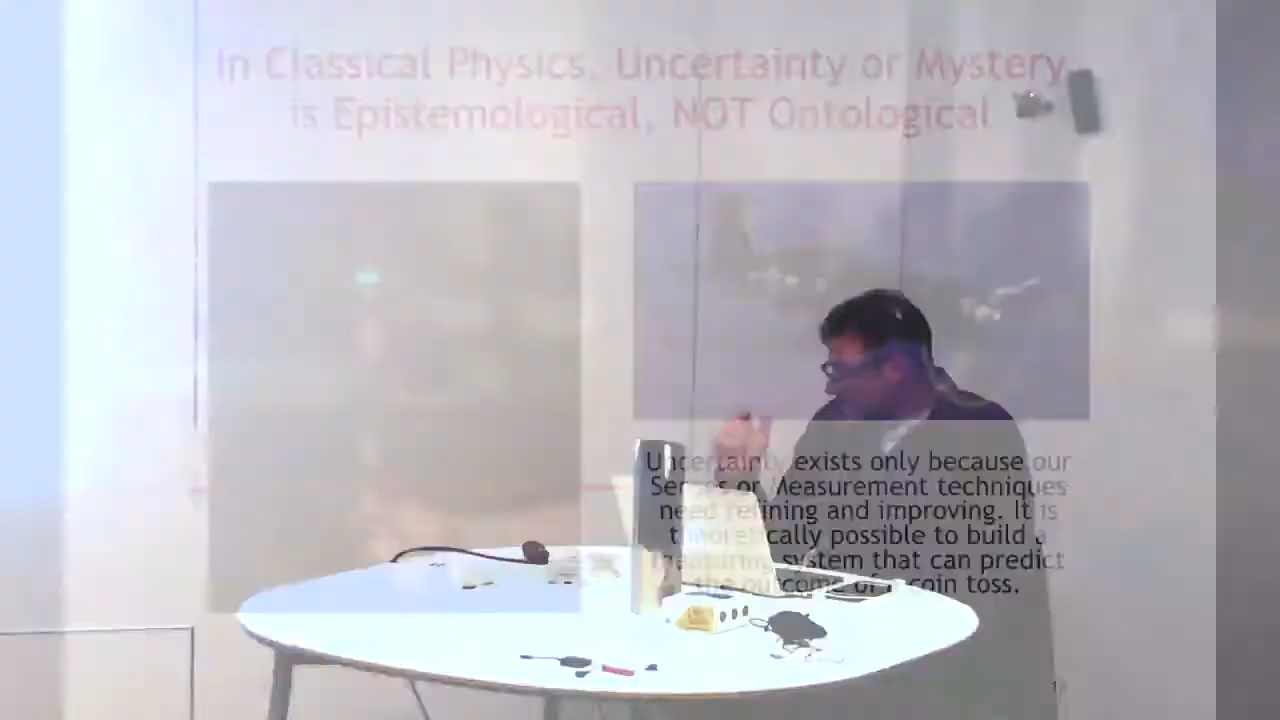 In Classical Physics, Uncertainty or Mystery
is Epistemological, NOT Ontological
Uncertainty exists only because our
Senses or Measurement techniques
need refining and improving. It is
theoretically possible to build a
measuring system that can predict
the outcome of a coin toss.